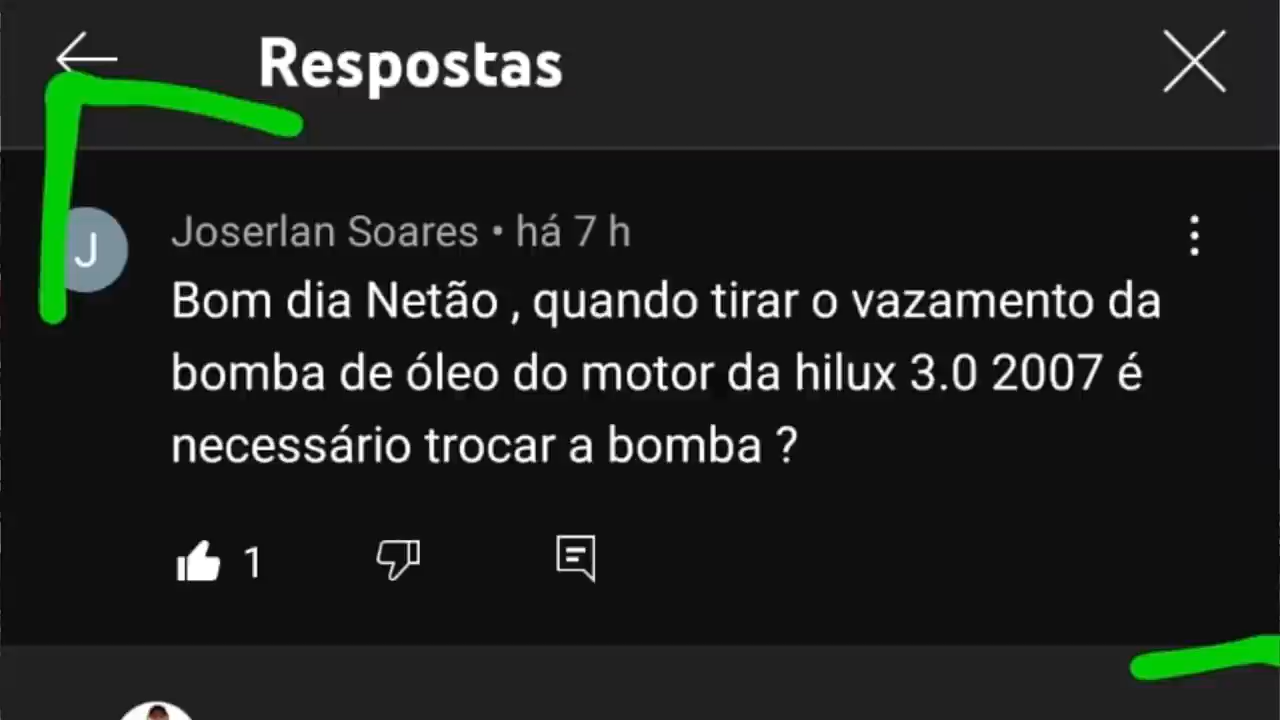 Respostas
J
Joserlan Soares • há 7 h
Bom dia Netão , quando tirar o vazamento da
bomba de óleo do motor da hilux 3.0 2007 é
necessário trocar a bomba ?
1